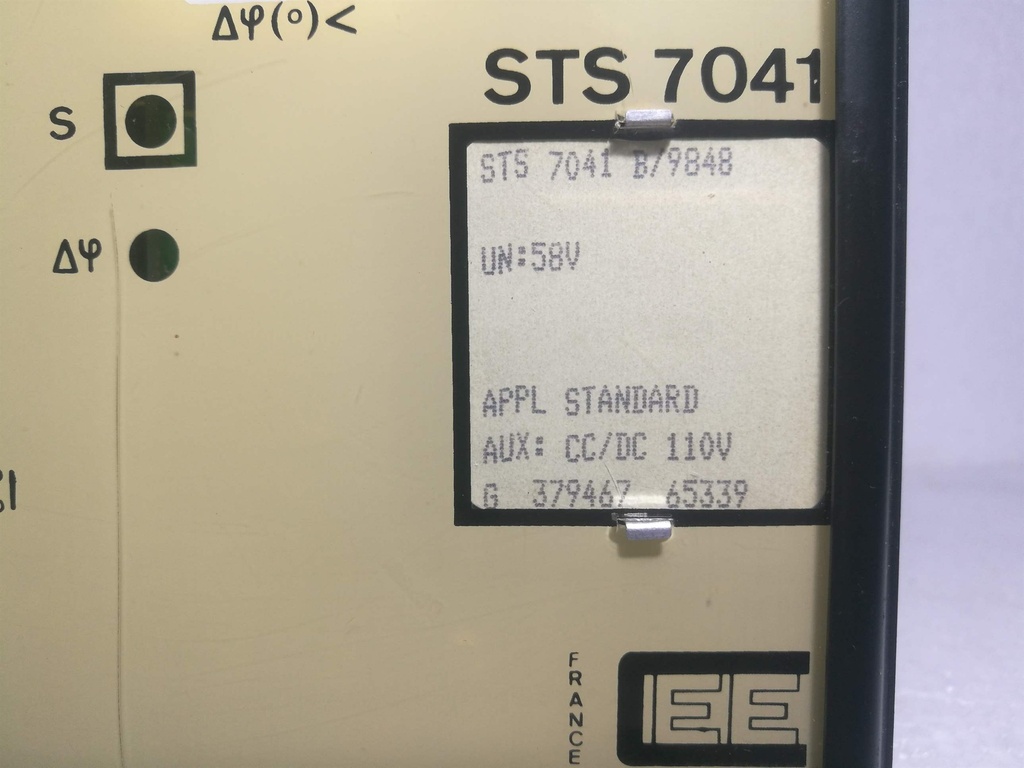 Δφ(°)<
STS 7041
S
STS 7041 B/9848
Δφ
UN:58V
APPL STANDARD
AUX: CC/DC 110V
G 379467 65339
FRANCE
CEE